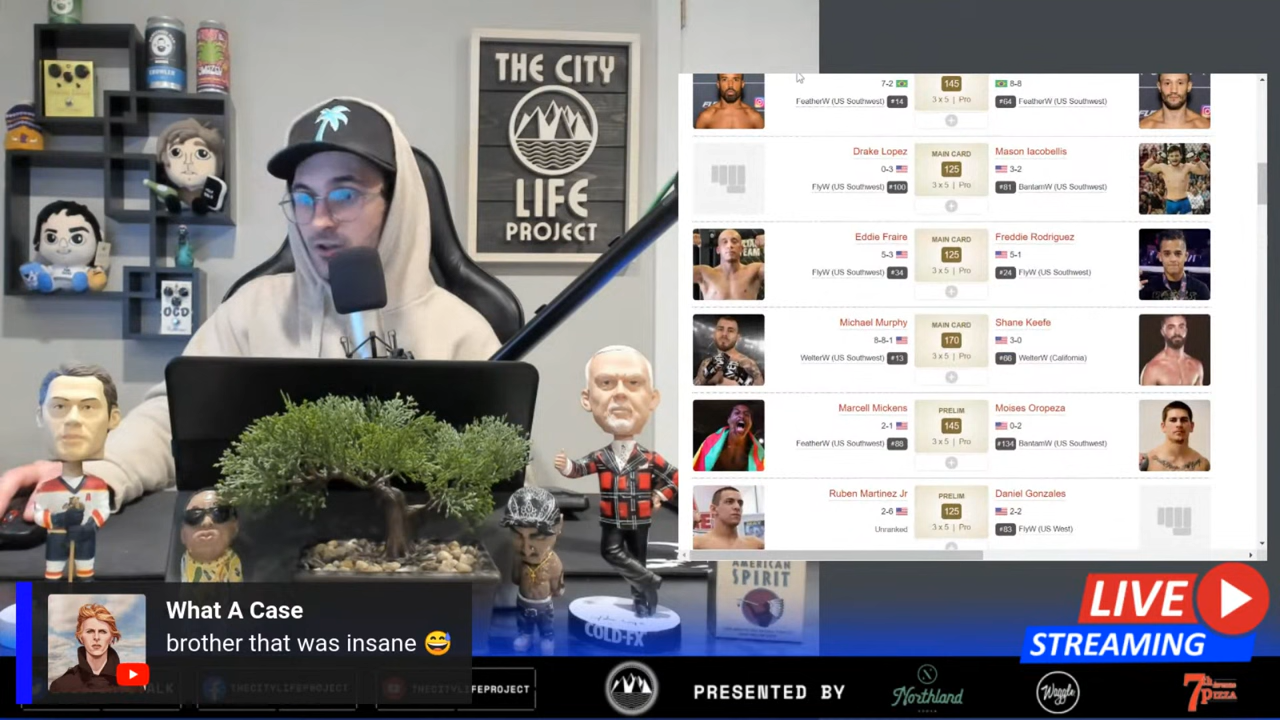 THE CITY
LIFE
PROJECT
OCD
7-2
145
8-8
FeatherW (US Southwest) #14
3 x 5 | Pro
#64 FeatherW (US Southwest)
Drake Lopez
MAIN CARD
Mason Iacobellis
0-3
125
3-2
FlyW (US Southwest) #100
3 x 5 | Pro
#81 BantamW (US Southwest)
Eddie Fraire
MAIN CARD
Freddie Rodriguez
5-3
125
5-1
FlyW (US Southwest) #34
3 x 5 | Pro
#24 FlyW (US Southwest)
Michael Murphy
MAIN CARD
Shane Keefe
8-8-1
170
3-0
WelterW (US Southwest) #13
3 x 5 | Pro
#66 WelterW (California)
Marcell Mickens
PRELIM
Moises Oropeza
2-1
145
0-2
FeatherW (US Southwest) #88
3 x 5 | Pro
#134 BantamW (US Southwest)
Ruben Martinez Jr
PRELIM
Daniel Gonzales
2-6
125
2-2
Unranked
3 x 5 | Pro
#83 FlyW (US West)
AMERICAN
SPIRIT
COLD-FX
What A Case
brother that was insane 😅
LIVE
STREAMING
THECITYLIFEPROJECT
THECITYLIFEPROJECT
PRESENTED BY
Northland
Waggle
PIZZA